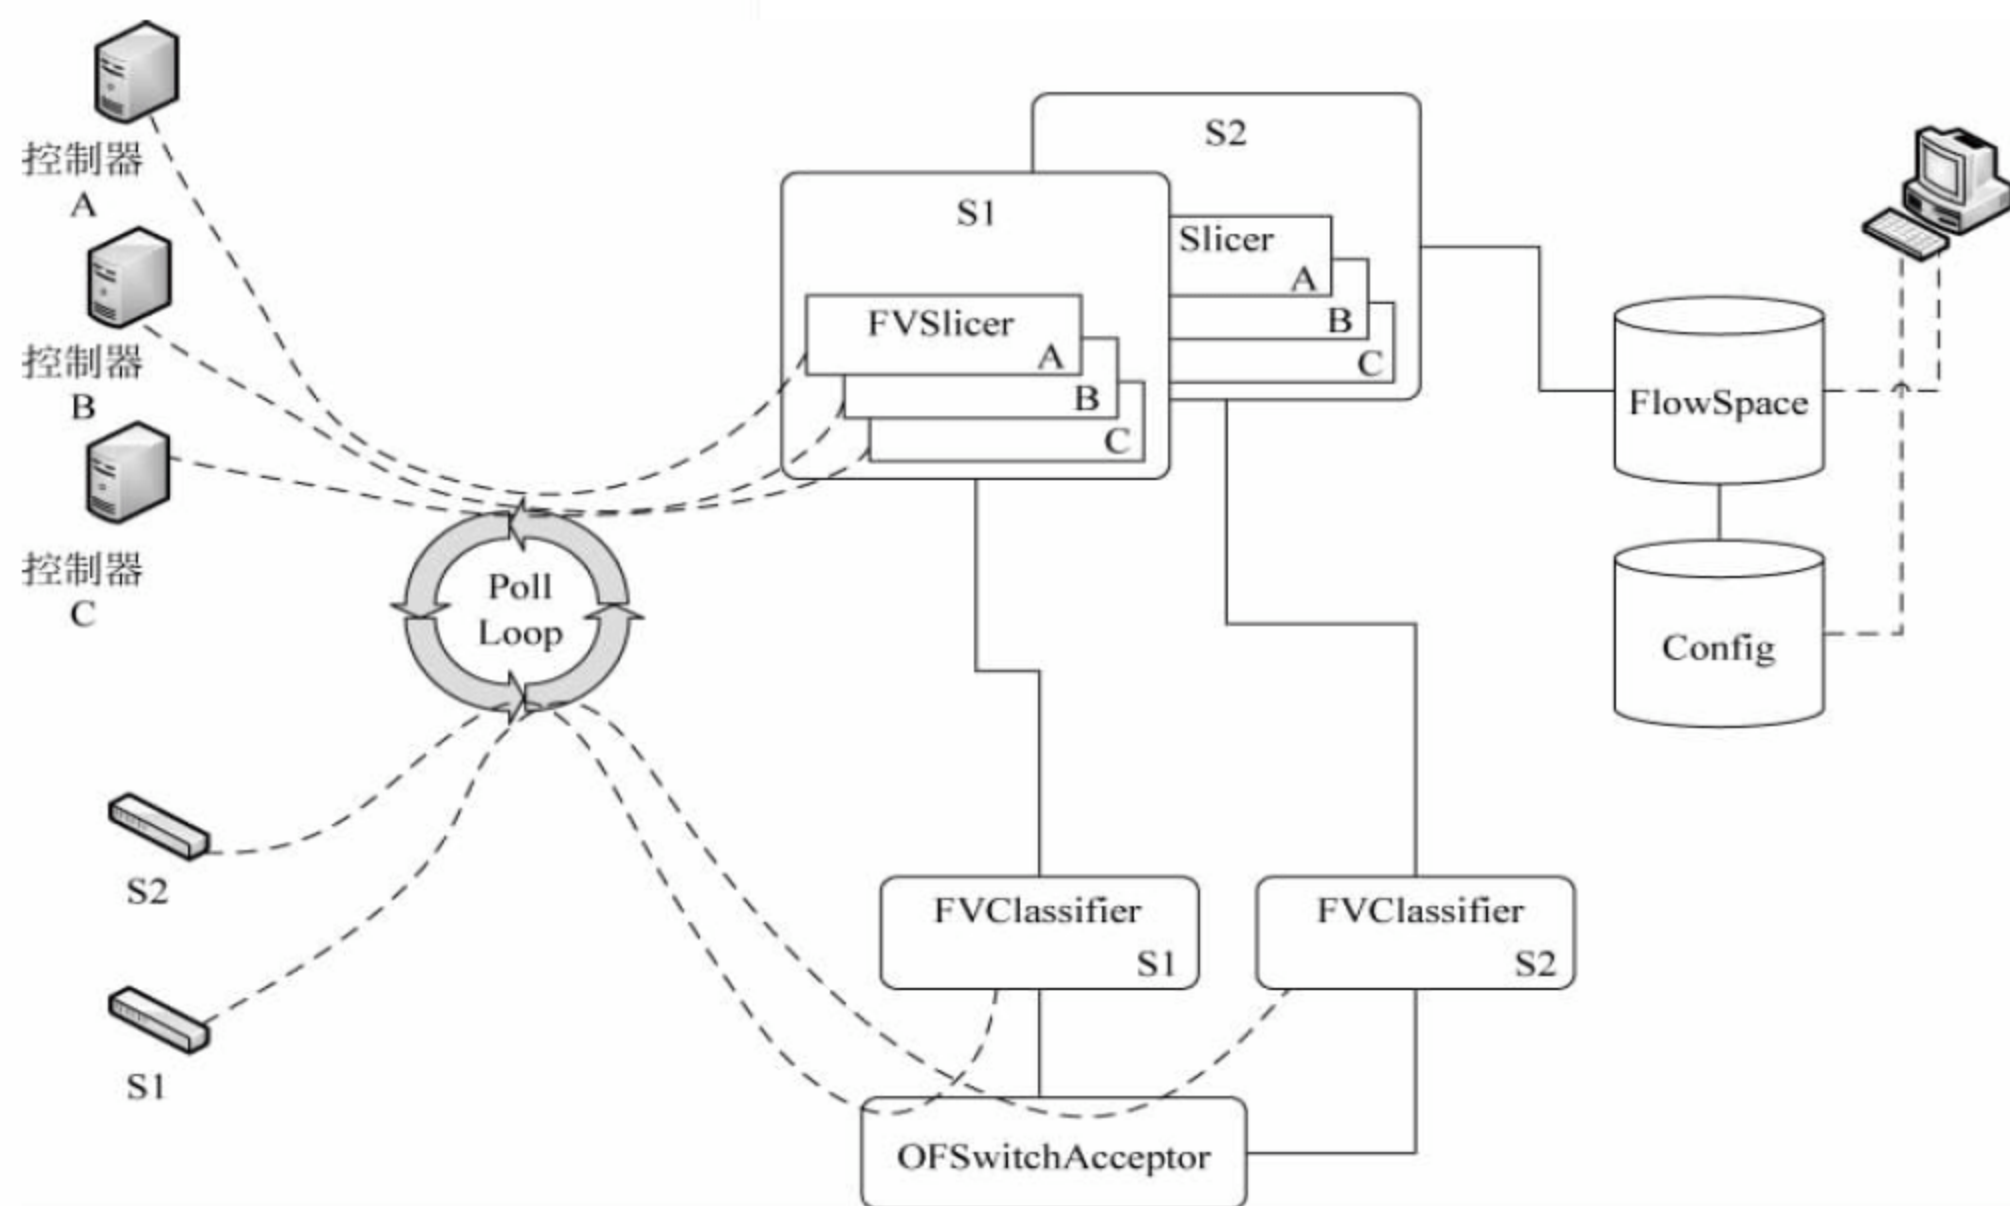 控制器
A
控制器
B
控制器
C
S2
S1
Slicer
A
B
C
S1
FVSlicer
A
B
C
Poll
Loop
FlowSpace
Config
S2
S1
FVClassifier
S1
FVClassifier
S2
OFSwitchAcceptor